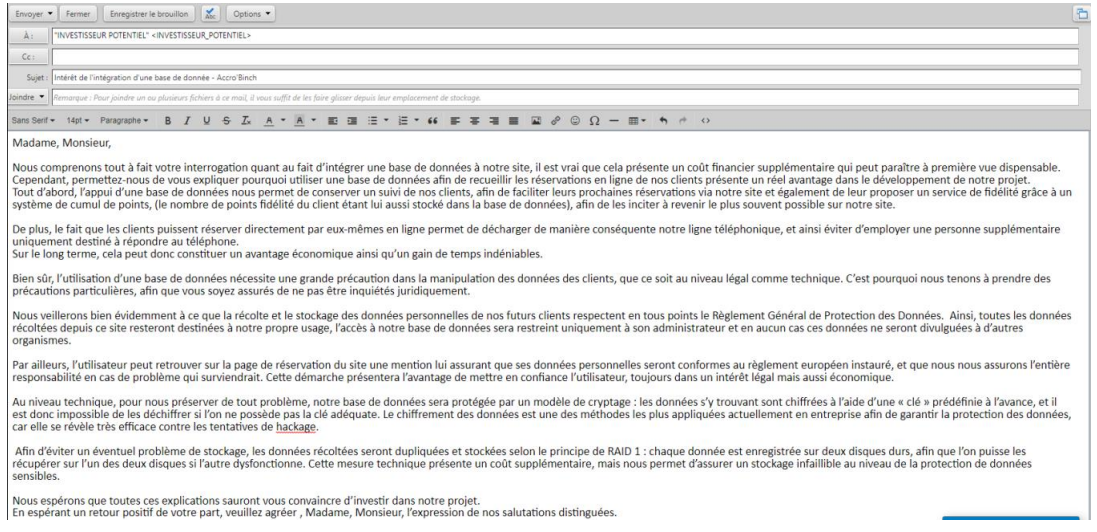 Envoyer Fermer Enregistrer le brouillon Abc Options
À : "INVESTISSEUR POTENTIEL" <INVESTISSEUR_POTENTIEL>
Cc :
Sujet : Intérêt de l'intégration d'une base de donnée - Accro'Binch
Joindre Remarque : Pour joindre un ou plusieurs fichiers à ce mail, il vous suffit de les faire glisser depuis leur emplacement de stockage.
Sans Serif 14pt Paragraphe B I U S Tx A A
Madame, Monsieur,
Nous comprenons tout à fait votre interrogation quant au fait d'intégrer une base de données à notre site, il est vrai que cela présente un coût financier supplémentaire qui peut paraître à première vue dispensable.
Cependant, permettez-nous de vous expliquer pourquoi utiliser une base de données afin de recueillir les réservations en ligne de nos clients présente un réel avantage dans le développement de notre projet.
Tout d'abord, l'appui d'une base de données nous permet de conserver un suivi de nos clients, afin de faciliter leurs prochaines réservations via notre site et également de leur proposer un service de fidélité grâce à un
système de cumul de points, (le nombre de points fidélité du client étant lui aussi stocké dans la base de données), afin de les inciter à revenir le plus souvent possible sur notre site.
De plus, le fait que les clients puissent réserver directement par eux-mêmes en ligne permet de décharger de manière conséquente notre ligne téléphonique, et ainsi éviter d'employer une personne supplémentaire
uniquement destiné à répondre au téléphone.
Sur le long terme, cela peut donc constituer un avantage économique ainsi qu'un gain de temps indéniables.
Bien sûr, l'utilisation d'une base de données nécessite une grande précaution dans la manipulation des données des clients, que ce soit au niveau légal comme technique. C'est pourquoi nous tenons à prendre des
précautions particulières, afin que vous soyez assurés de ne pas être inquiétés juridiquement.
Nous veillerons bien évidemment à ce que la récolte et le stockage des données personnelles de nos futurs clients respectent en tous points le Règlement Général de Protection des Données. Ainsi, toutes les données
récoltées depuis ce site resteront destinées à notre propre usage, l'accès à notre base de données sera restreint uniquement à son administrateur et en aucun cas ces données ne seront divulguées à d'autres
organismes.
Par ailleurs, l'utilisateur peut retrouver sur la page de réservation du site une mention lui assurant que ses données personnelles seront conformes au règlement européen instauré, et que nous nous assurons l'entière
responsabilité en cas de problème qui surviendrait. Cette démarche présentera l'avantage de mettre en confiance l'utilisateur, toujours dans un intérêt légal mais aussi économique.
Au niveau technique, pour nous préserver de tout problème, notre base de données sera protégée par un modèle de cryptage : les données s'y trouvant sont chiffrées à l'aide d'une « clé » prédéfinie à l'avance, et il
est donc impossible de les déchiffrer si l'on ne possède pas la clé adéquate. Le chiffrement des données est une des méthodes les plus appliquées actuellement en entreprise afin de garantir la protection des données,
car elle se révèle très efficace contre les tentatives de hackage.
Afin d'éviter un éventuel problème de stockage, les données récoltées seront dupliquées et stockées selon le principe de RAID 1 : chaque donnée est enregistrée sur deux disques durs, afin que l'on puisse les
récupérer sur l'un des deux disques si l'autre dysfonctionne. Cette mesure technique présente un coût supplémentaire, mais nous permet d'assurer un stockage infaillible au niveau de la protection de données
sensibles.
Nous espérons que toutes ces explications sauront vous convaincre d'investir dans notre projet.
En espérant un retour positif de votre part, veuillez agréer , Madame, Monsieur, l'expression de nos salutations distinguées.